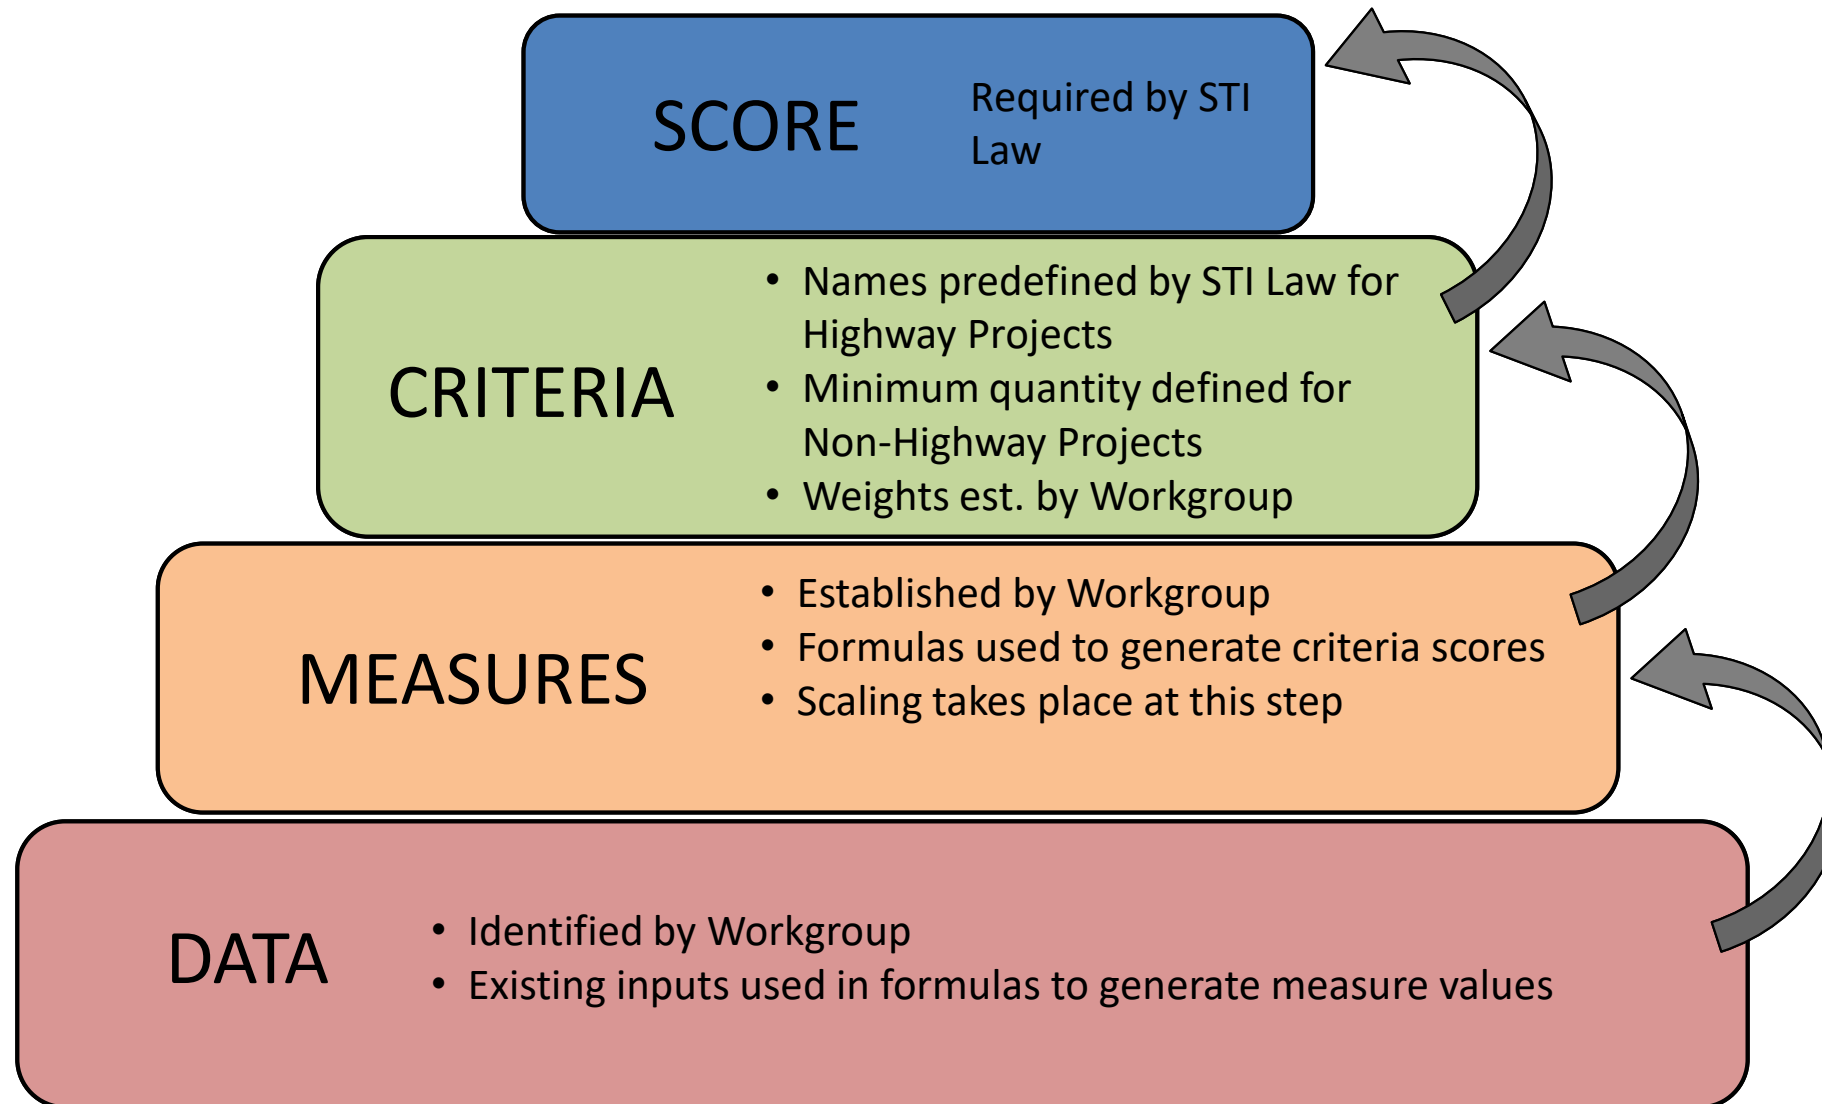 SCORE
Required by STI
Law
CRITERIA
• Names predefined by STI Law for
Highway Projects
• Minimum quantity defined for
Non-Highway Projects
• Weights est. by Workgroup
MEASURES
• Established by Workgroup
• Formulas used to generate criteria scores
• Scaling takes place at this step
DATA
• Identified by Workgroup
• Existing inputs used in formulas to generate measure values